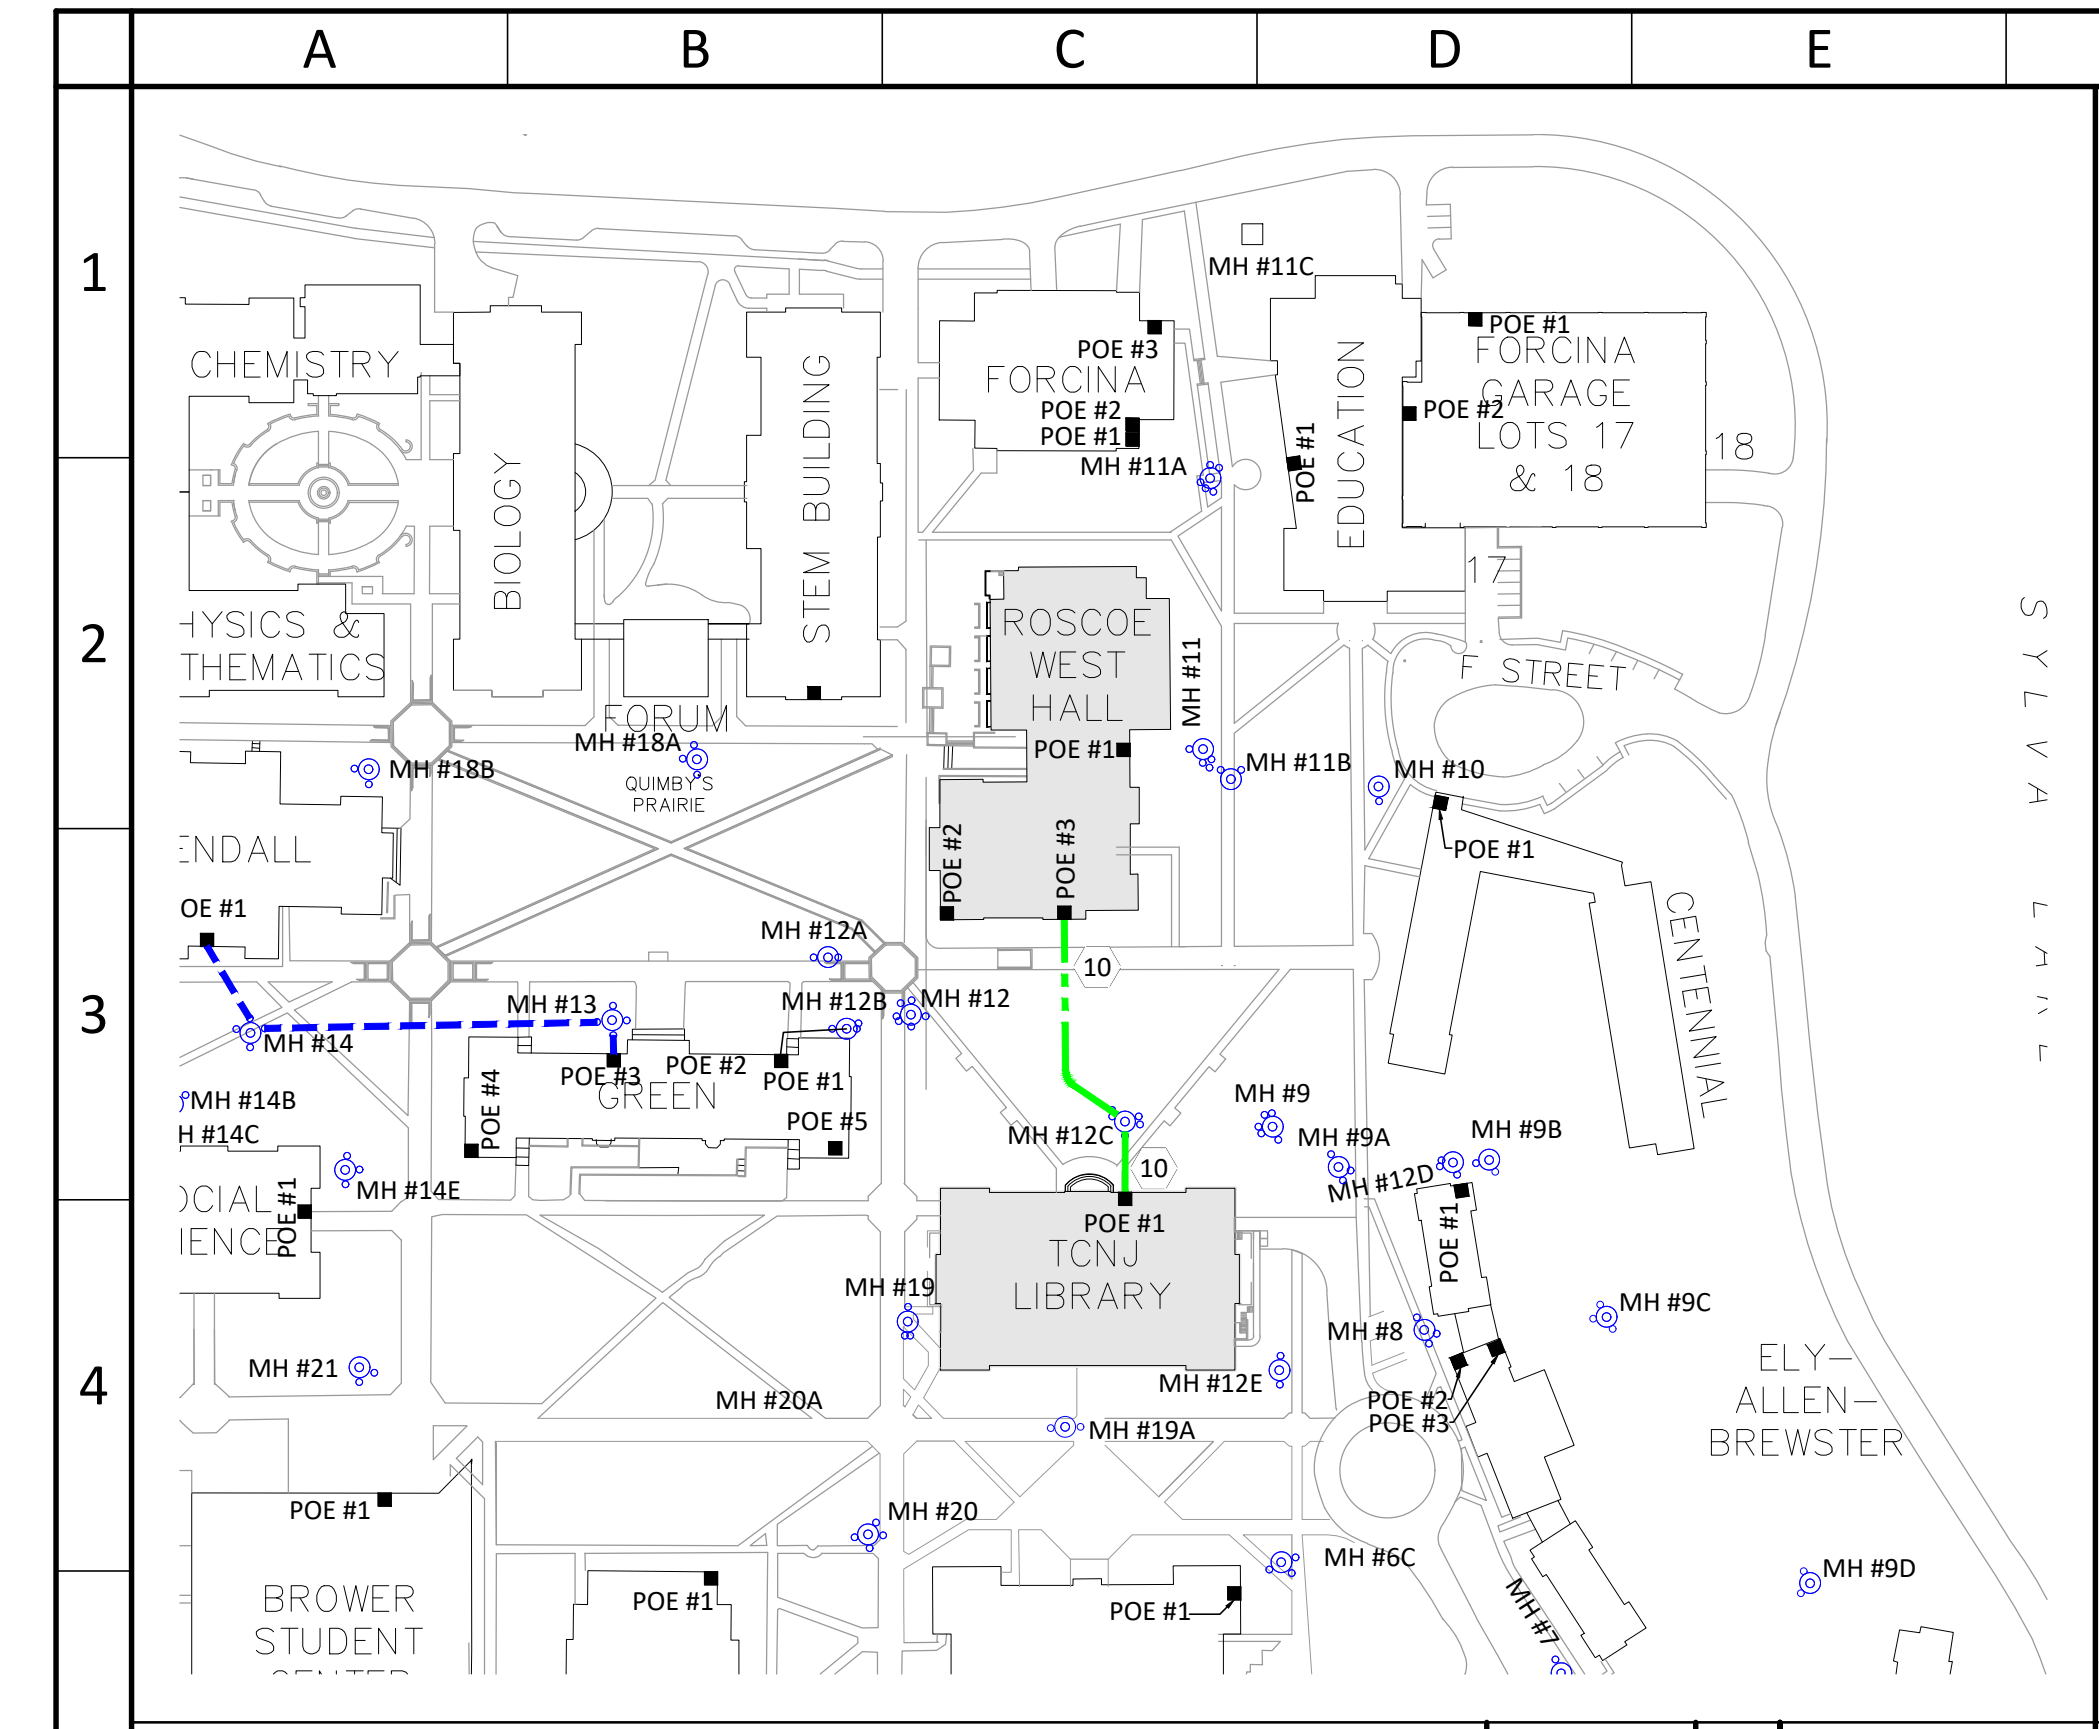 A B C D E
1
MH #11C
POE #1
CHEMISTRY
POE #3
FORCINA
FORCINA
GARAGE
LOTS 17
& 18
STEM BUILDING
EDUCATION
POE #2
POE #1
POE #2
POE #1
18
MH #11A
BIOLOGY
2
17
ROSCOE
WEST
HALL
MH #11
HYSICS &
THEMATICS
F STREET
SYLVA
FORUM
MH #18A
MH #18B
QUIMBY'S
PRAIRIE
POE #1
MH #11B
MH #10
POE #2
POE #3
POE #1
ENDALL
OE #1
MH #12A
CENTENNIAL
10
3
MH #13
MH #12B
MH #12
MH #14
POE #4
POE #3
POE #2
POE #1
GREEN
MH #14B
H #14C
POE #5
MH #12C
MH #9
MH #9A
MH #9B
10
MH #12D
MH #14E
OCIAL
IENCE
POE #1
POE #1
TCNJ
LIBRARY
POE #1
MH #19
MH #8
MH #9C
4
MH #21
MH #20A
MH #12E
POE #2
POE #3
MH #19A
ELY-
ALLEN-
BREWSTER
POE #1
MH #20
MH #6C
MH #9D
BROWER
STUDENT
CENTER
POE #1
POE #1
MH #7